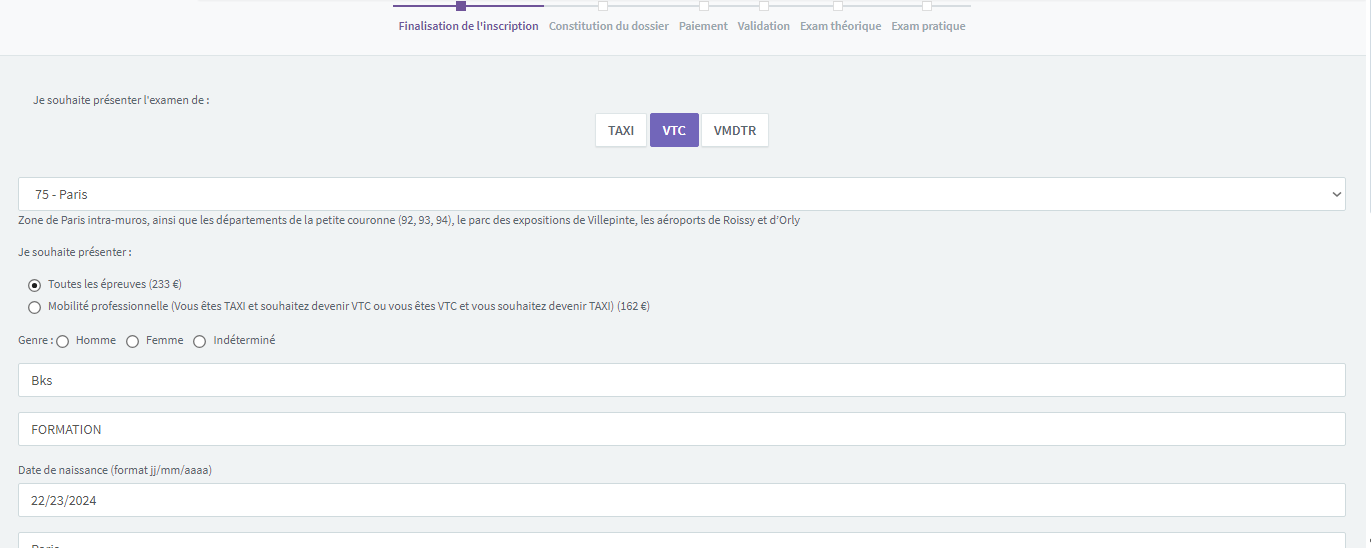 Finalisation de l'inscription Constitution du dossier Paiement Validation Exam théorique Exam pratique
Je souhaite présenter l'examen de :
TAXI VTC VMDTR
75 - Paris
Zone de Paris intra-muros, ainsi que les départements de la petite couronne (92, 93, 94), le parc des expositions de Villepinte, les aéroports de Roissy et d'Orly
Je souhaite présenter :
Toutes les épreuves (233 €)
Mobilité professionnelle (Vous êtes TAXI et souhaitez devenir VTC ou vous êtes VTC et vous souhaitez devenir TAXI) (162 €)
Genre : Homme Femme Indéterminé
Bks
FORMATION
Date de naissance (format jj/mm/aaaa)
22/23/2024
Paris